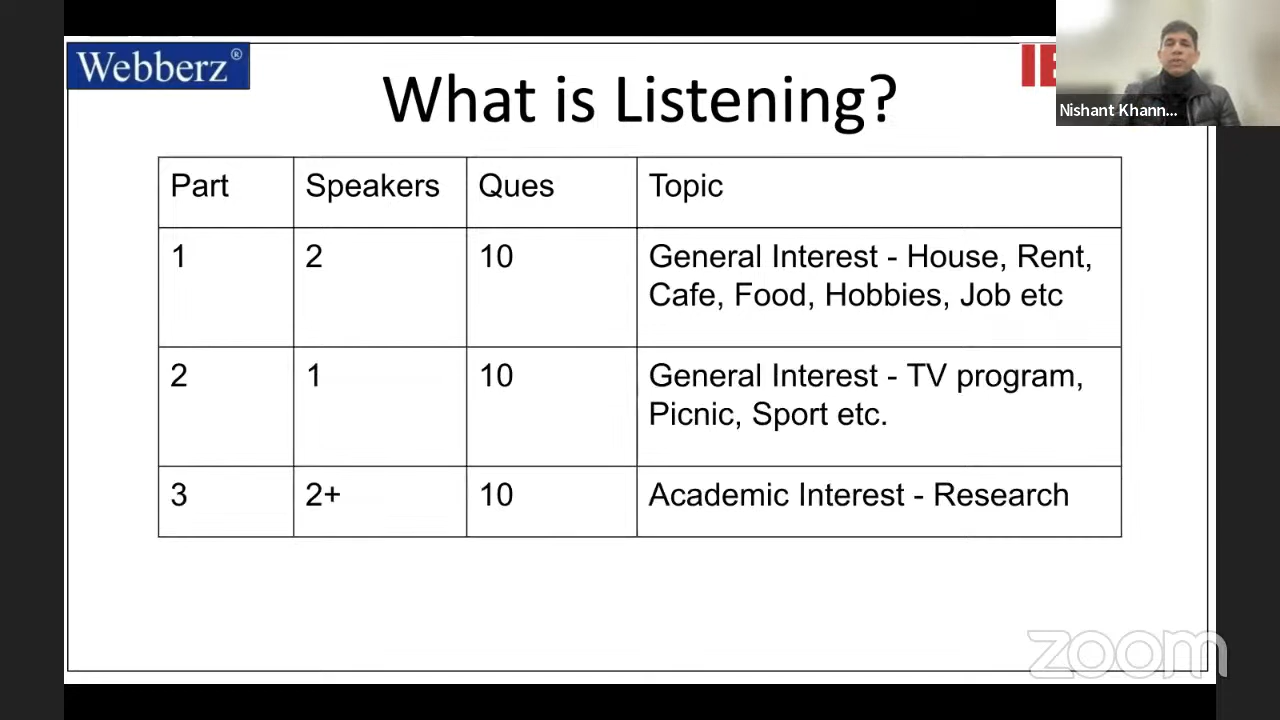 Webberz®
What is Listening?
IE
Nishant Khann...
Part Speakers Ques Topic
1 2 10 General Interest - House, Rent,
Cafe, Food, Hobbies, Job etc
2 1 10 General Interest - TV program,
Picnic, Sport etc.
3 2+ 10 Academic Interest - Research
zoom